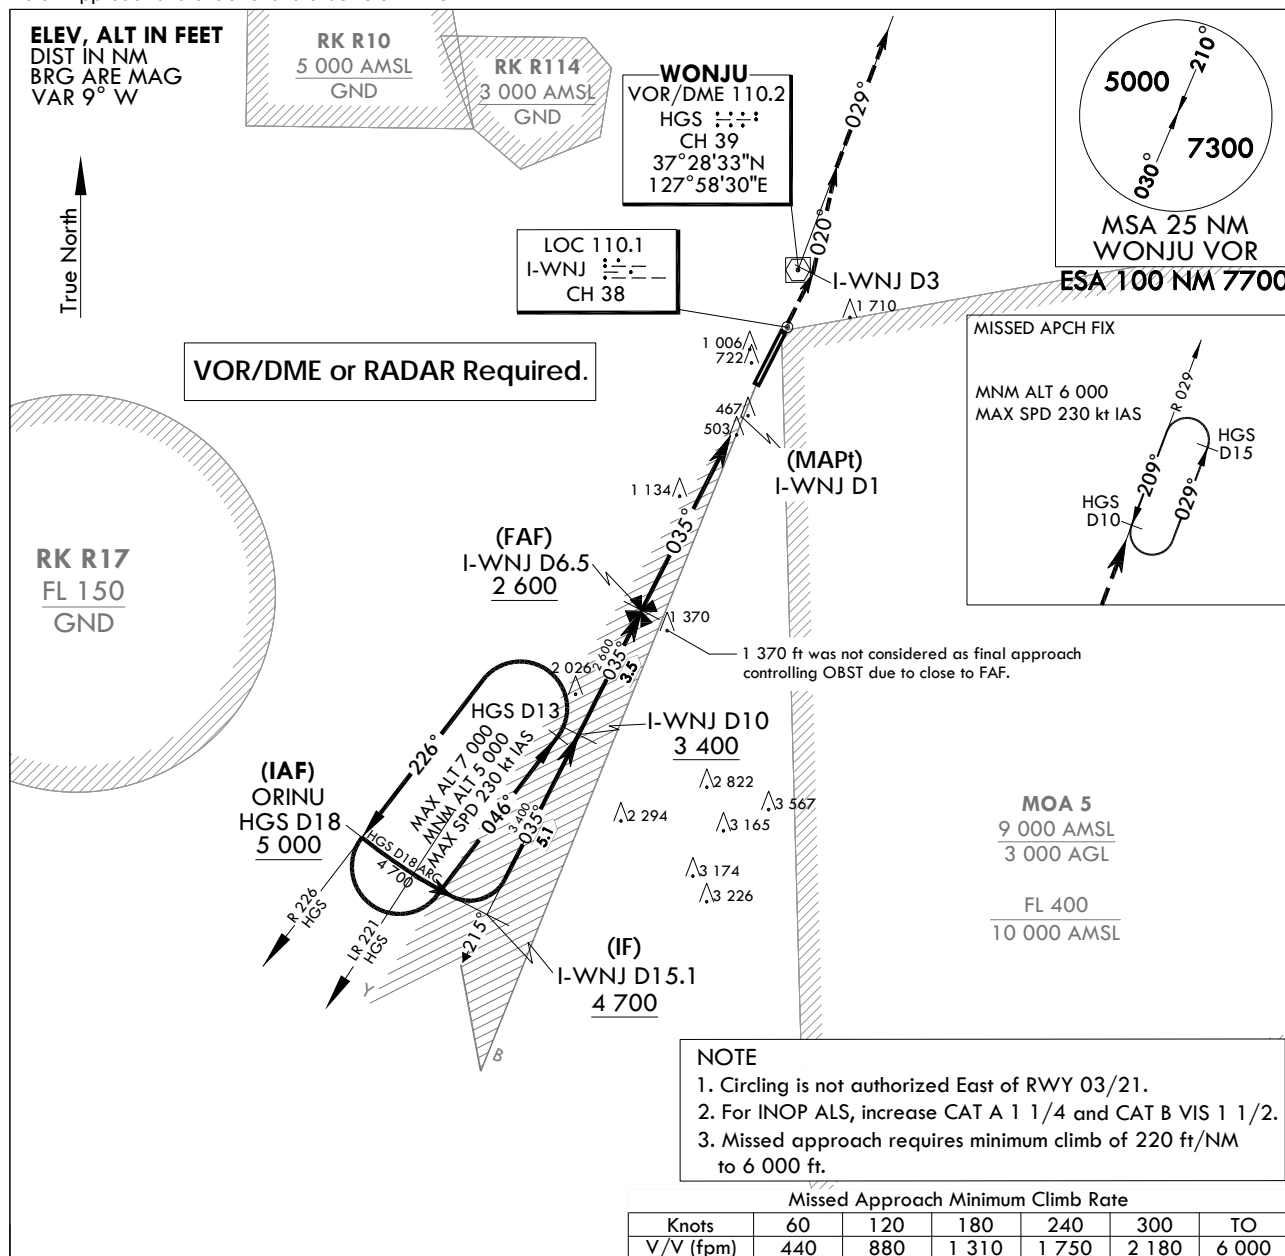 ELEV, ALT IN FEET
DIST IN NM
BRG ARE MAG
VAR 9° W
True North
RK R10
5 000 AMSL
GND
RK R114
3 000 AMSL
GND
WONJU
VOR/DME 110.2
HGS
CH 39
37°28'33"N
127°58'30"E
LOC 110.1
I-WNJ
CH 38
029°
020°
I-WNJ D3
1 710
5000
210°
7300
030°
MSA 25 NM
WONJU VOR
ESA 100 NM 7700
VOR/DME or RADAR Required.
1 006
722
467
503
(MAPt)
I-WNJ D1
1 134
035°
MISSED APCH FIX
MNM ALT 6 000
MAX SPD 230 kt IAS
R 029
HGS
D15
209°
029°
HGS
D10
RK R17
FL 150
GND
(FAF)
I-WNJ D6.5
2 600
1 370
1 370 ft was not considered as final approach
controlling OBST due to close to FAF.
2 026
2 600
035°
3.5
HGS D13
I-WNJ D10
3 400
226°
MAX ALT 7 000
MNM ALT 5 000
MAX SPD 230 kt IAS
046°
3 400
035°
5.1
(IAF)
ORINU
HGS D18
5 000
HGS D18 ARC
4 700
R 226
HGS
LR 221
HGS
215°
Y
B
(IF)
I-WNJ D15.1
4 700
2 822
3 567
2 294
3 165
3 174
3 226
MOA 5
9 000 AMSL
3 000 AGL
FL 400
10 000 AMSL
NOTE
1. Circling is not authorized East of RWY 03/21.
2. For INOP ALS, increase CAT A 1 1/4 and CAT B VIS 1 1/2.
3. Missed approach requires minimum climb of 220 ft/NM
to 6 000 ft.
Missed Approach Minimum Climb Rate
Knots 60 120 180 240 300 TO
V/V (fpm) 440 880 1 310 1 750 2 180 6 000